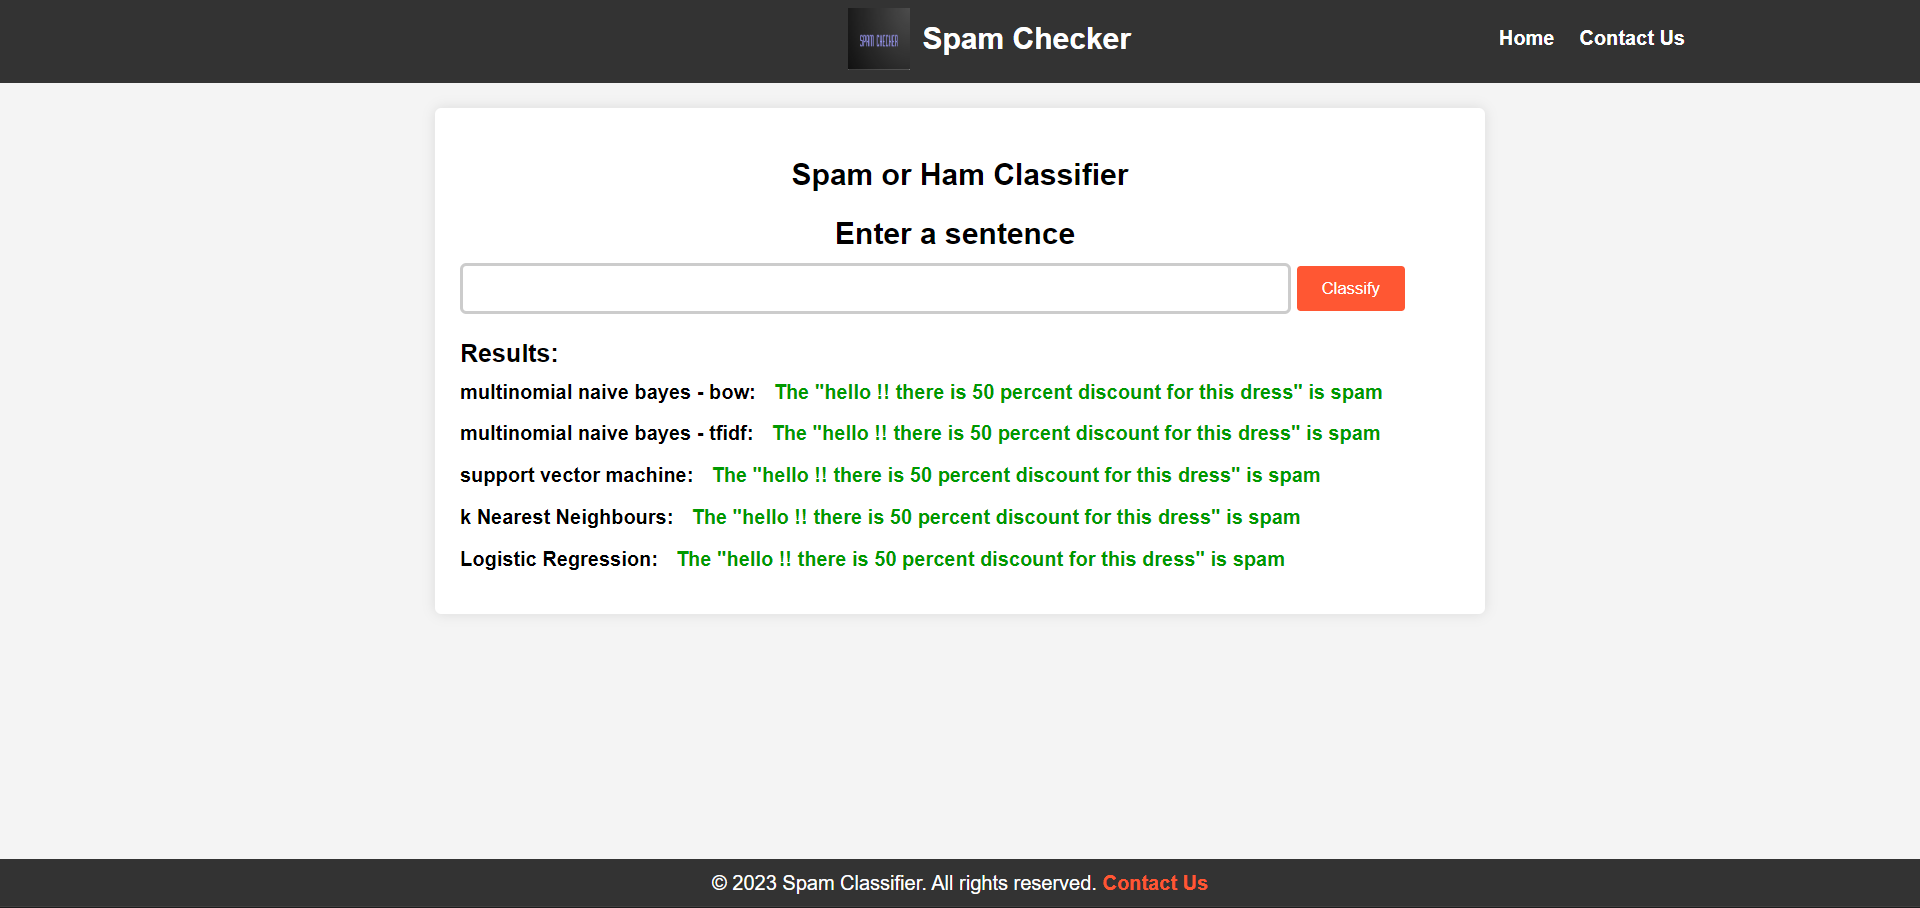 SPAM CHECKER
Spam Checker
Home Contact Us
Spam or Ham Classifier
Enter a sentence
Classify
Results:
multinomial naive bayes - bow: The "hello !! there is 50 percent discount for this dress" is spam
multinomial naive bayes - tfidf: The "hello !! there is 50 percent discount for this dress" is spam
support vector machine: The "hello !! there is 50 percent discount for this dress" is spam
k Nearest Neighbours: The "hello !! there is 50 percent discount for this dress" is spam
Logistic Regression: The "hello !! there is 50 percent discount for this dress" is spam
© 2023 Spam Classifier. All rights reserved. Contact Us